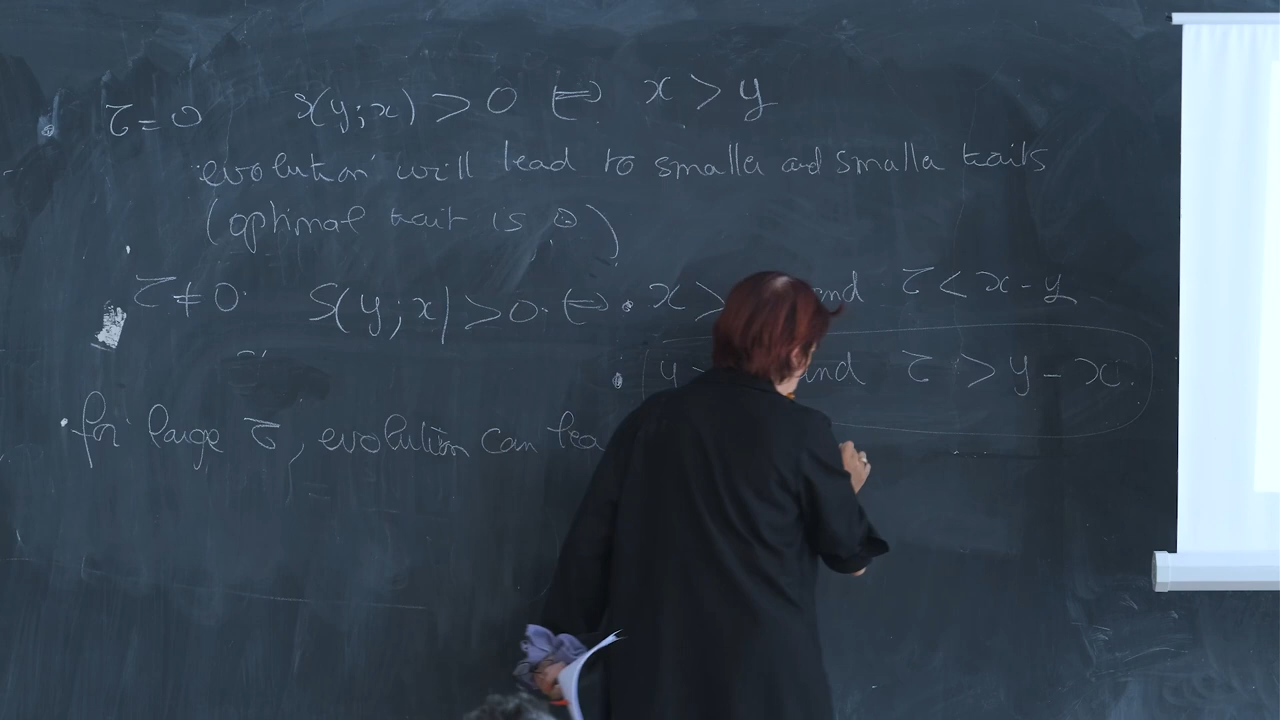 τ = 0 S(y;x) > 0 ⇔ x > y
evolution will lead to smaller and smaller traits
(optimal trait is 0)
τ ≠ 0. S(y;x) > 0 ⇔ • x > and τ < x - y
• y and τ > y - x.
• for large τ, evolution can lea